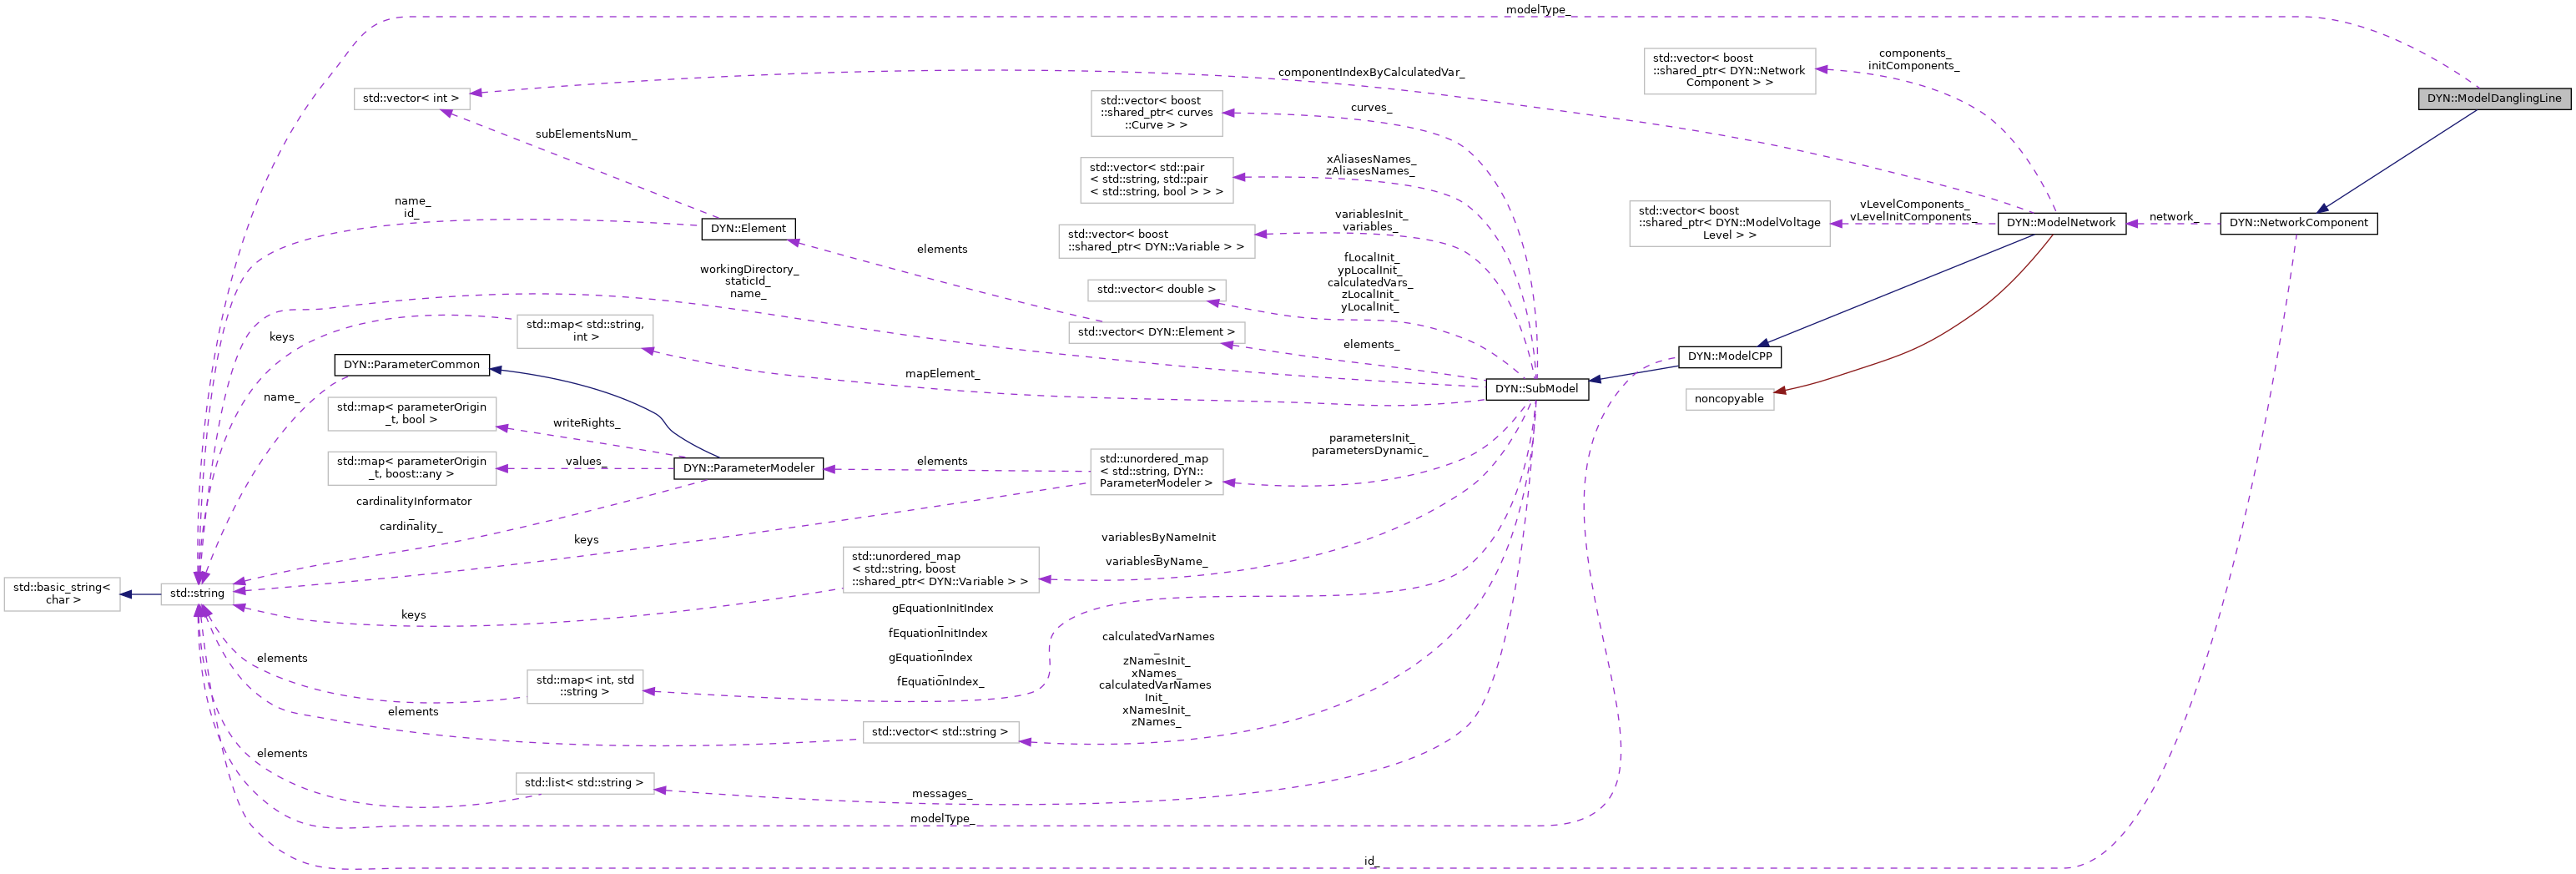 modelType_
components_
initComponents_
std::vector< boost
::shared_ptr< DYN::Network
Component > >
componentIndexByCalculatedVar_
DYN::ModelDanglingLine
std::vector< int >
std::vector< boost
::shared_ptr< curves
::Curve > >
curves_
subElementsNum_
xAliasesNames_
zAliasesNames_
std::vector< std::pair
< std::string, std::pair
< std::string, bool > > >
name_
id_
DYN::Element
variablesInit_
variables_
std::vector< boost
::shared_ptr< DYN::Variable > >
std::vector< boost
::shared_ptr< DYN::ModelVoltage
Level > >
vLevelComponents_
vLevelInitComponents_
DYN::ModelNetwork
network_
DYN::NetworkComponent
elements
workingDirectory_
staticId_
name_
std::vector< double >
fLocalInit_
ypLocalInit_
calculatedVars_
zLocalInit_
yLocalInit_
keys
std::map< std::string,
int >
std::vector< DYN::Element >
elements_
DYN::ParameterCommon
mapElement_
DYN::ModelCPP
DYN::SubModel
noncopyable
name_
std::map< parameterOrigin
_t, bool >
writeRights_
std::map< parameterOrigin
_t, boost::any >
values_
DYN::ParameterModeler
elements
std::unordered_map
< std::string, DYN::
ParameterModeler >
parametersInit_
parametersDynamic_
cardinalityInformator
_
cardinality_
keys
variablesByNameInit
_
variablesByName_
std::unordered_map
< std::string, boost
::shared_ptr< DYN::Variable > >
std::basic_string<
char >
std::string
keys
gEquationInitIndex
_
fEquationInitIndex
_
gEquationIndex
_
fEquationIndex_
elements
std::map< int, std
::string >
calculatedVarNames
_
zNamesInit_
xNames_
calculatedVarNames
Init_
xNamesInit_
zNames_
elements
std::vector< std::string >
elements
std::list< std::string >
messages_
modelType_
id_